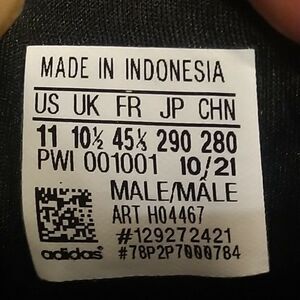 MADE IN INDONESIA
US UK FR JP CHN
11 10½ 45⅓ 290 280
PWI 001001 10/21
MALE/MÂLE
ART H04467
#129272421
adidas #78P2P7000784